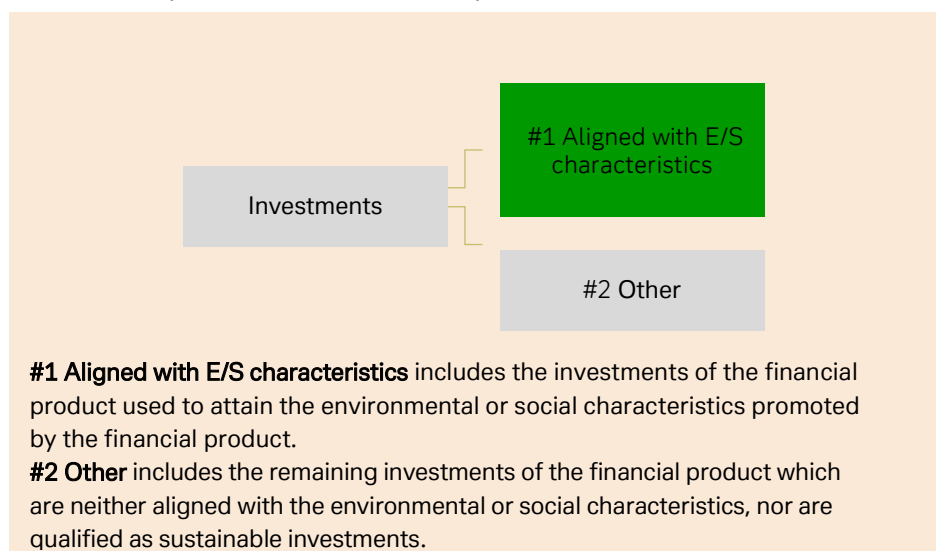 #1 Aligned with E/S
characteristics
Investments
#2 Other
#1 Aligned with E/S characteristics includes the investments of the financial
product used to attain the environmental or social characteristics promoted
by the financial product.
#2 Other includes the remaining investments of the financial product which
are neither aligned with the environmental or social characteristics, nor are
qualified as sustainable investments.